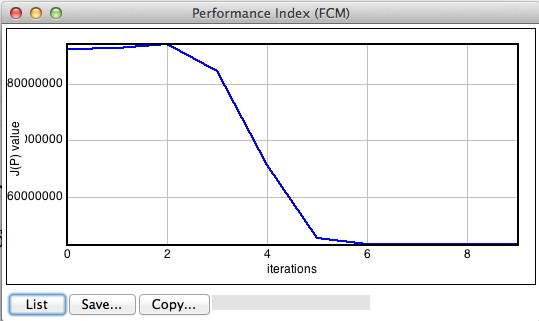 Performance Index (FCM)
80000000
60000000
J(P) value
0 2 4 6 8
iterations
List Save... Copy...